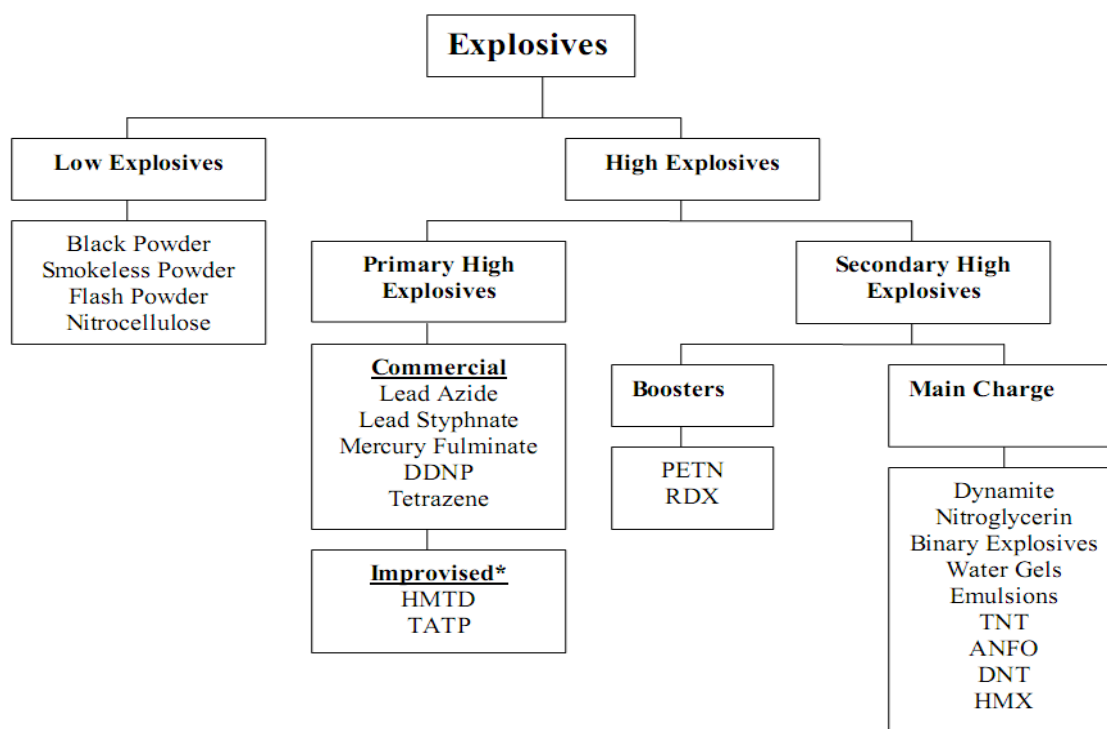 Explosives
Low Explosives
High Explosives
Black Powder
Smokeless Powder
Flash Powder
Nitrocellulose
Primary High
Explosives
Secondary High
Explosives
Commercial
Lead Azide
Lead Styphnate
Mercury Fulminate
DDNP
Tetrazene
Improvised*
HMTD
TATP
Boosters
PETN
RDX
Main Charge
Dynamite
Nitroglycerin
Binary Explosives
Water Gels
Emulsions
TNT
ANFO
DNT
HMX